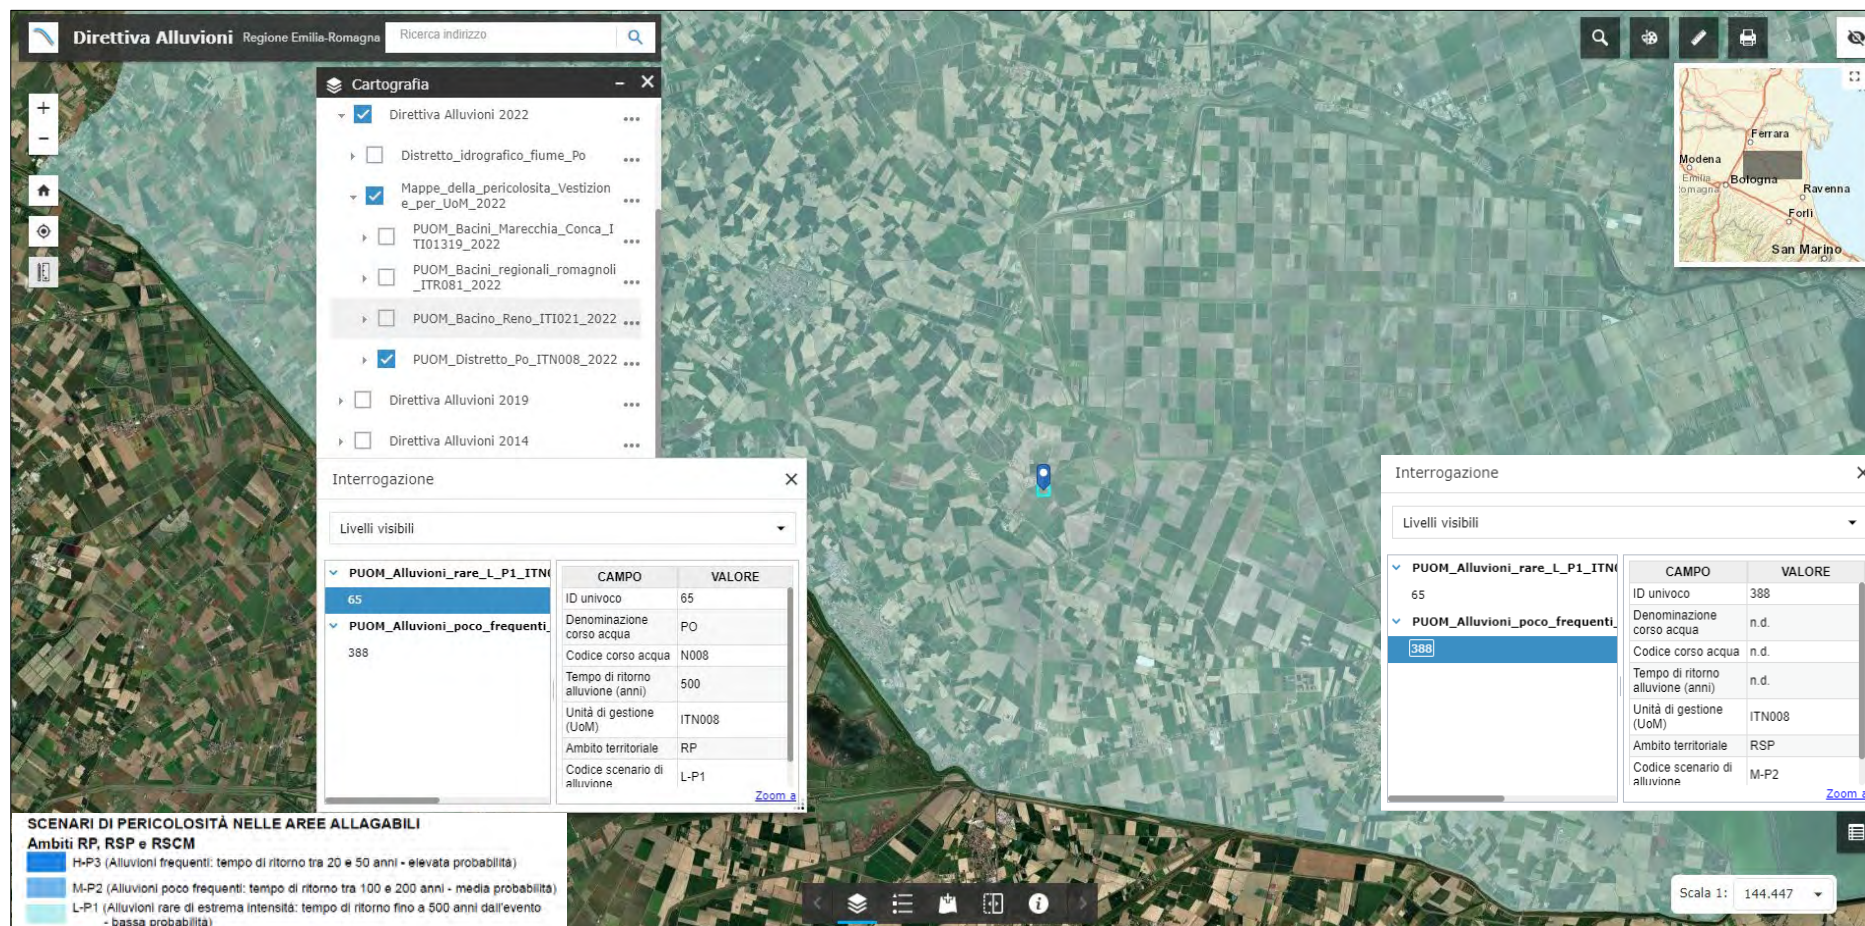 Direttiva Alluvioni Regione Emilia-Romagna
Ricerca indirizzo
Cartografia
Direttiva Alluvioni 2022
Distretto_idrografico_fiume_Po
Mappe_della_pericolosita_Vestizion
e_per_UoM_2022
PUOM_Bacini_Marecchia_Conca_I
TI01319_2022
PUOM_Bacini_regionali_romagnoli
_ITR081_2022
PUOM_Bacino_Reno_ITI021_2022
PUOM_Distretto_Po_ITN008_2022
Direttiva Alluvioni 2019
Direttiva Alluvioni 2014
Ferrara
Modena
Emilia
Bologna
Ravenna
Forlì
San Marino
Interrogazione
Livelli visibili
PUOM_Alluvioni_rare_L_P1_ITN0
65
PUOM_Alluvioni_poco_frequenti_
388
CAMPO VALORE
ID univoco 65
Denominazione
corso acqua PO
Codice corso acqua N008
Tempo di ritorno
alluvione (anni) 500
Unità di gestione
(UoM) ITN008
Ambito territoriale RP
Codice scenario di
alluvione L-P1
Zoom a
Interrogazione
Livelli visibili
PUOM_Alluvioni_rare_L_P1_ITN0
65
PUOM_Alluvioni_poco_frequenti_
388
CAMPO VALORE
ID univoco 388
Denominazione
corso acqua n.d.
Codice corso acqua n.d.
Tempo di ritorno
alluvione (anni) n.d.
Unità di gestione
(UoM) ITN008
Ambito territoriale RSP
Codice scenario di
alluvione M-P2
Zoom a
SCENARI DI PERICOLOSITÀ NELLE AREE ALLAGABILI
Ambiti RP, RSP e RSCM
H-P3 (Alluvioni frequenti: tempo di ritorno tra 20 e 50 anni - elevata probabilità)
M-P2 (Alluvioni poco frequenti: tempo di ritorno tra 100 e 200 anni - media probabilità)
L-P1 (Alluvioni rare di estrema intensità: tempo di ritorno fino a 500 anni dall'evento
- bassa probabilità)
Scala 1: 144.447